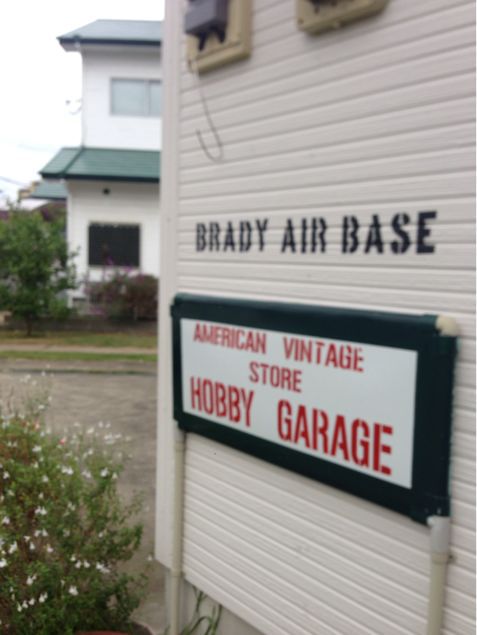 BRADY AIR BASE
AMERICAN VINTAGE
STORE
HOBBY GARAGE